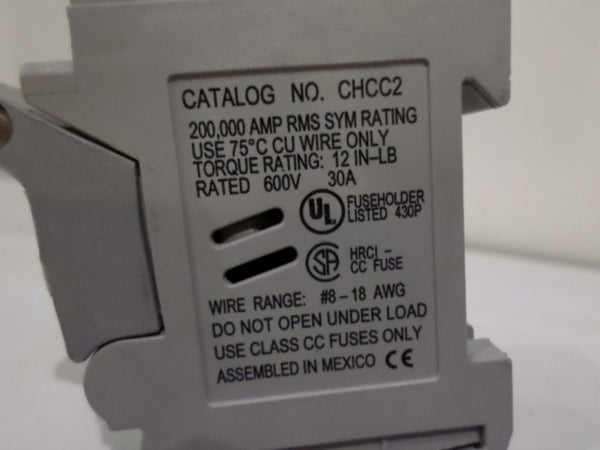 CATALOG NO. CHCC2
200,000 AMP RMS SYM RATING
USE 75°C CU WIRE ONLY
TORQUE RATING: 12 IN-LB
RATED 600V 30A
UL FUSEHOLDER
LISTED 430P
SA HRCI -
CC FUSE
WIRE RANGE: #8-18 AWG
DO NOT OPEN UNDER LOAD
USE CLASS CC FUSES ONLY
ASSEMBLED IN MEXICO CE